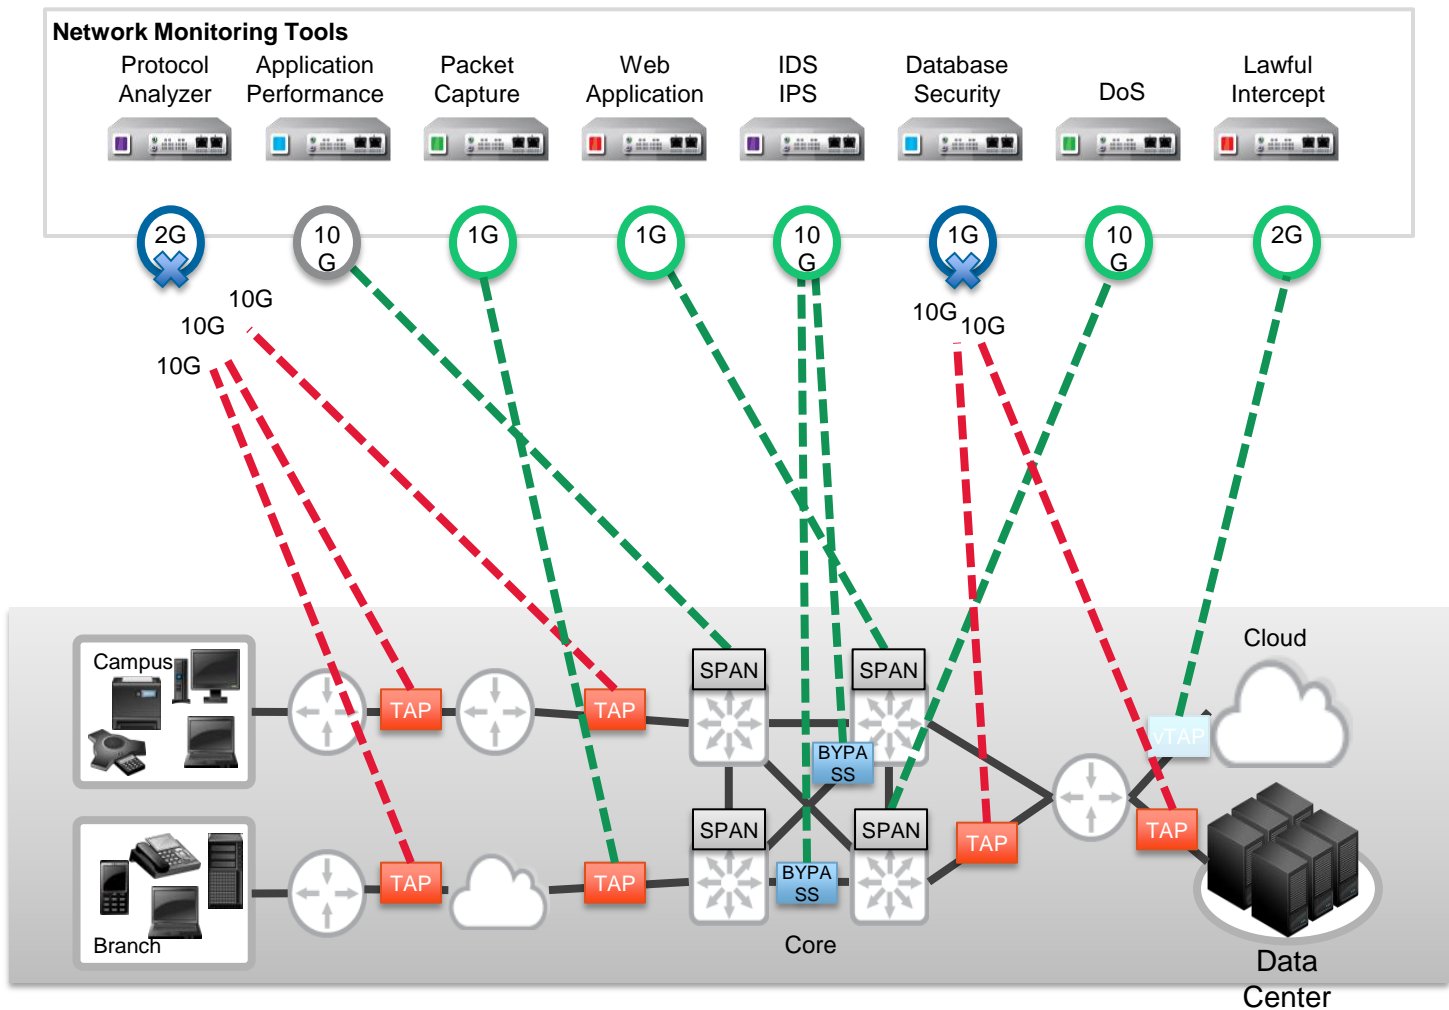 Network Monitoring Tools
Protocol
Analyzer
Application
Performance
Packet
Capture
Web
Application
IDS
IPS
Database
Security
DoS
Lawful
Intercept
2G
10
G
1G
1G
10
G
1G
10
G
2G
10G
10G
10G
10G
10G
Campus
TAP
TAP
SPAN
SPAN
BYPA
SS
Cloud
vTAP
SPAN
SPAN
TAP
TAP
Branch
TAP
TAP
BYPA
SS
Core
Data
Center